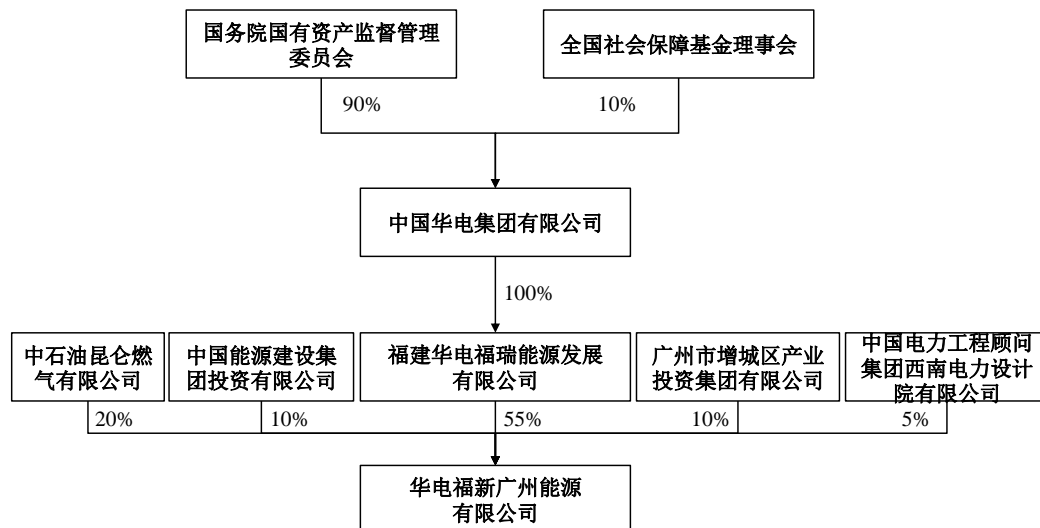 国务院国有资产监督管理
委员会
全国社会保障基金理事会
90%
10%
中国华电集团有限公司
100%
中石油昆仑燃
气有限公司
中国能源建设集
团投资有限公司
福建华电福瑞能源发展
有限公司
广州市增城区产业
投资集团有限公司
中国电力工程顾问
集团西南电力设计
院有限公司
20%
10%
55%
10%
5%
华电福新广州能源
有限公司